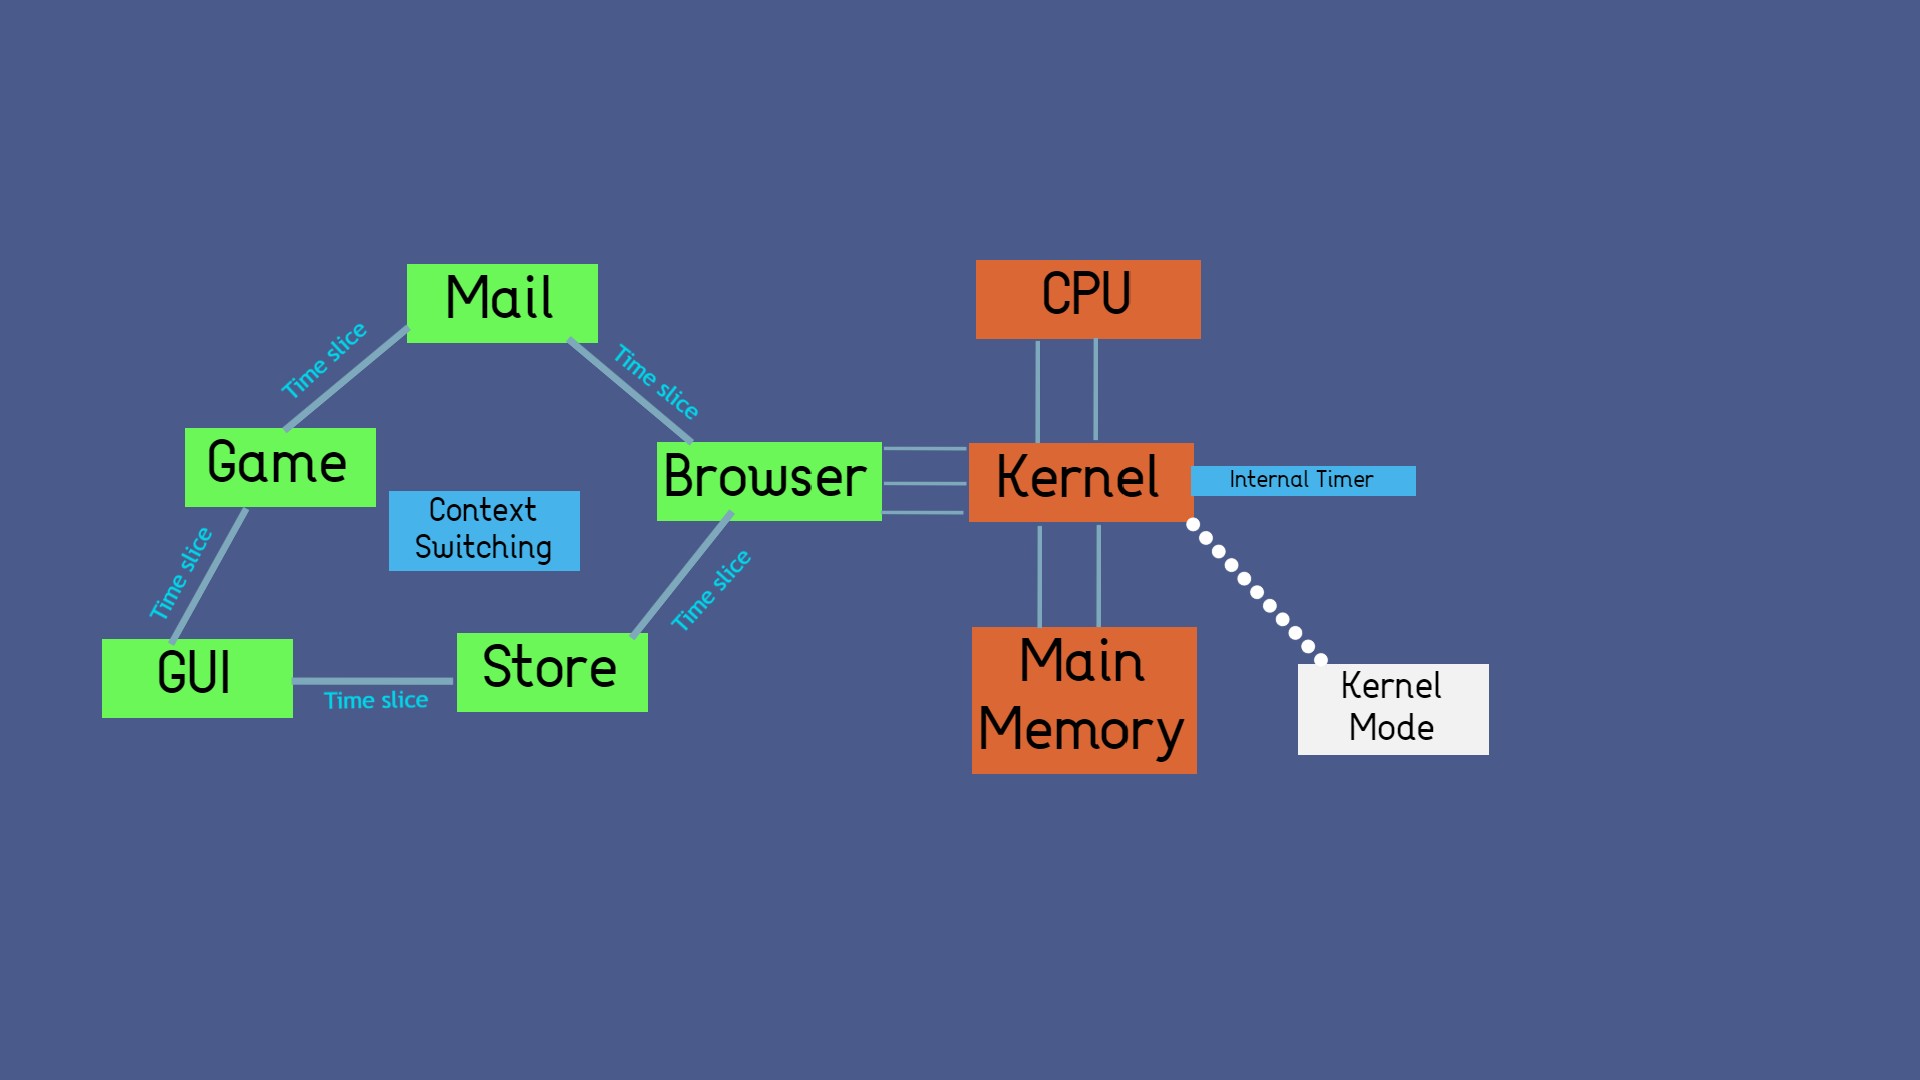 Mail
CPU
Time slice
Time slice
Game
Browser
Kernel
Internal Timer
Context
Switching
Time slice
Time slice
GUI
Time slice
Store
Main
Memory
Kernel
Mode